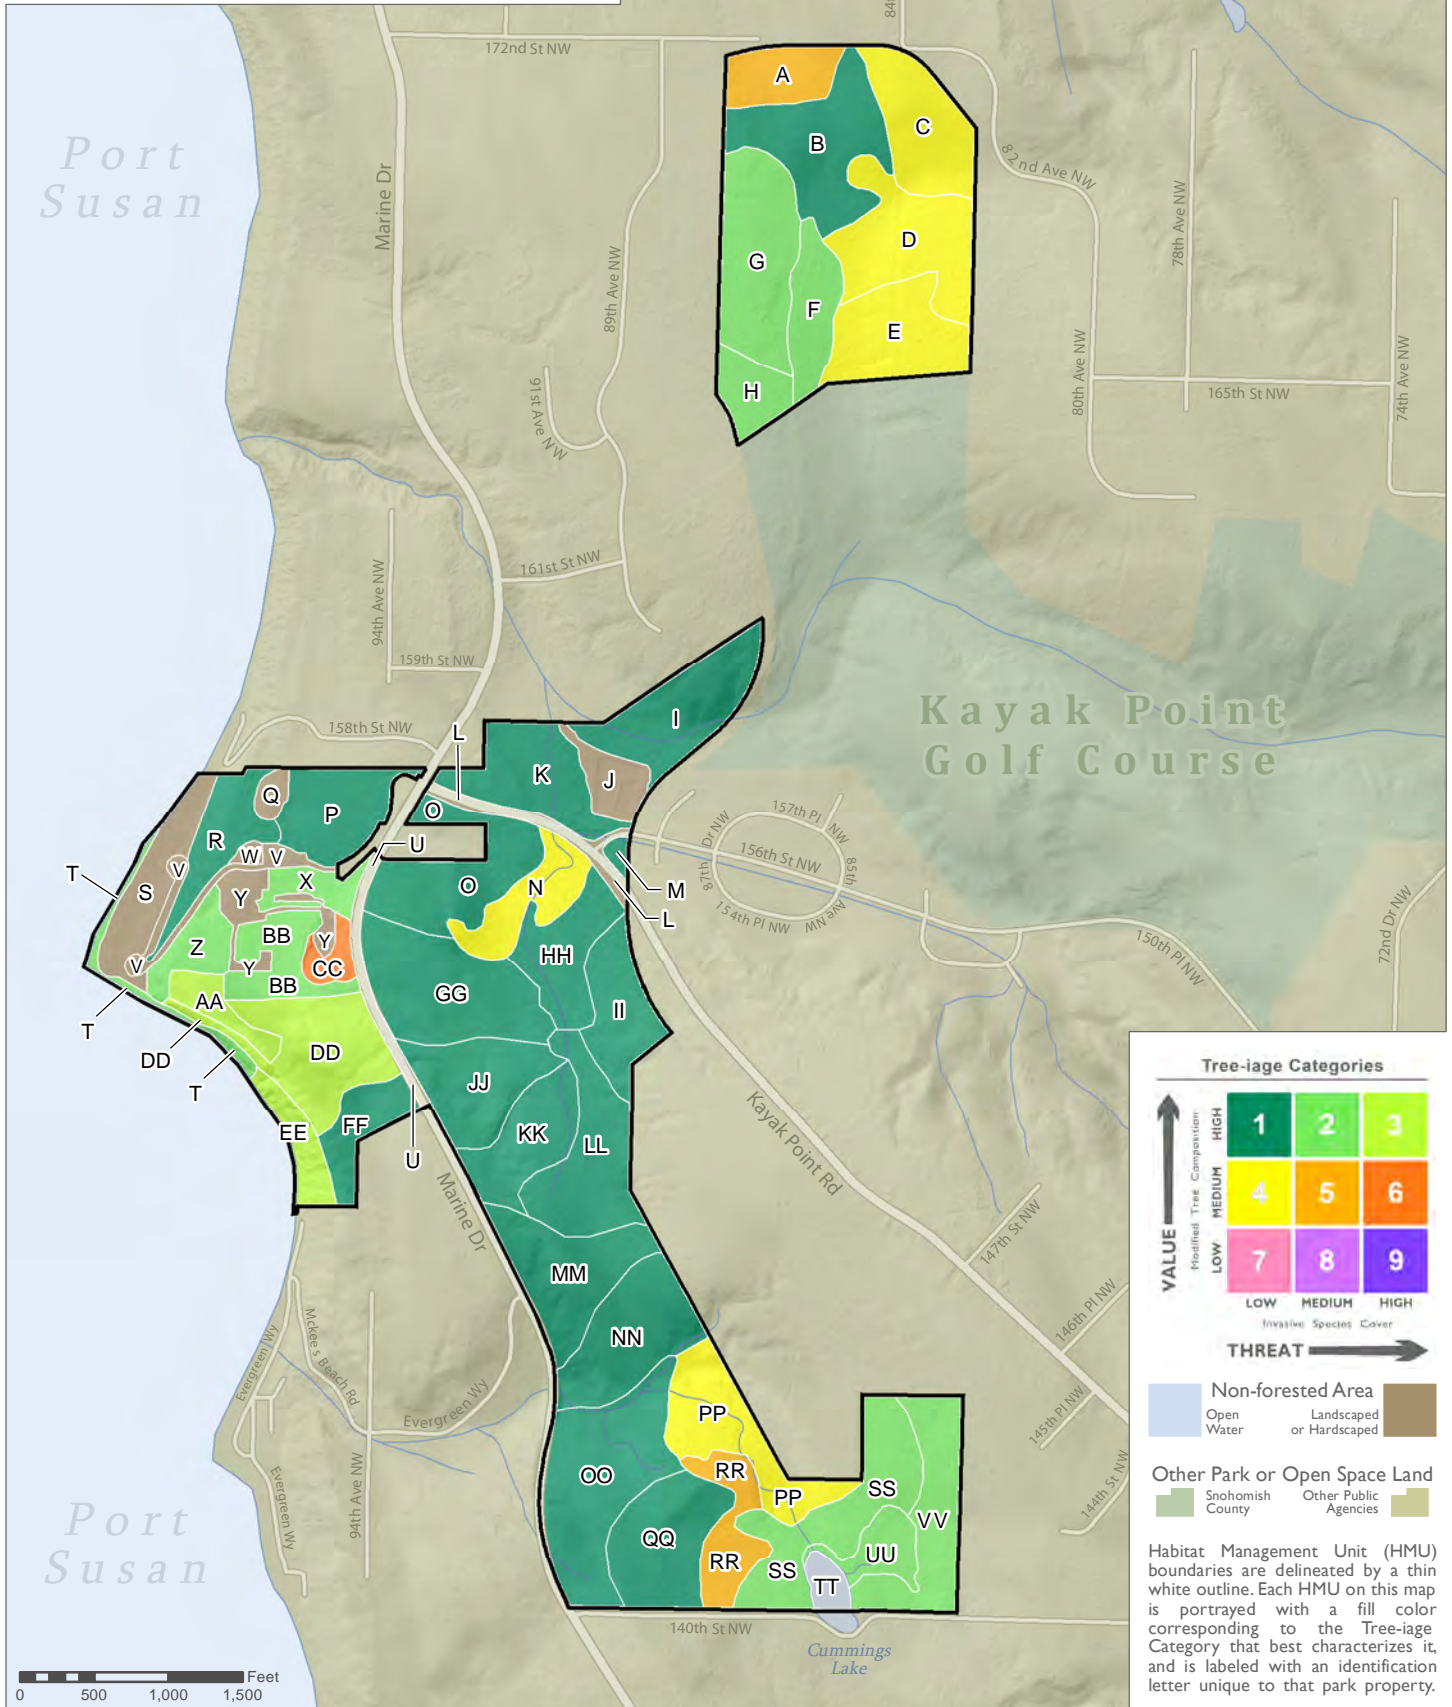 172nd St NW
84t
Port
Susan
Marine Dr
A
B
C
82nd Ave NW
78th Ave NW
G
D
F
E
H
89th Ave NW
91st Ave NW
80th Ave NW
165th St NW
74th Ave NW
161st St NW
94th Ave NW
159th St NW
158th St NW
Kayak Point
Golf Course
I
L
K
J
Q
P
O
R
W V
V
U
T
S
X
Y
O
N
M
L
87th Dr NW
157th Pl NW
156th St NW
85th Ave NW
154th Pl NW
150th Pl NW
72nd Dr NW
Z
BB
Y
V
Y
CC
BB
HH
AA
GG
II
T
DD
DD
T
JJ
EE
FF
KK
LL
U
Kayak Point Rd
Marine Dr
147th St NW
MM
NN
146th Pl NW
145th Pl NW
144th St NW
Evergreen Wy
Mckees Beach Rd
Evergreen Wy
Evergreen Wy
94th Ave NW
Port
Susan
PP
OO
RR
PP
SS
VV
QQ
RR
SS
UU
TT
140th St NW
Cummings
Lake
Feet
0 500 1,000 1,500
Tree-iage Categories
VALUE
Modified Tree Composition
HIGH
1 2 3
MEDIUM
4 5 6
LOW
7 8 9
LOW MEDIUM HIGH
Invasive Species Cover
THREAT
Non-forested Area
Open
Water
Landscaped
or Hardscaped
Other Park or Open Space Land
Snohomish
County
Other Public
Agencies
Habitat Management Unit (HMU)
boundaries are delineated by a thin
white outline. Each HMU on this map
is portrayed with a fill color
corresponding to the Tree-iage
Category that best characterizes it,
and is labeled with an identification
letter unique to that park property.